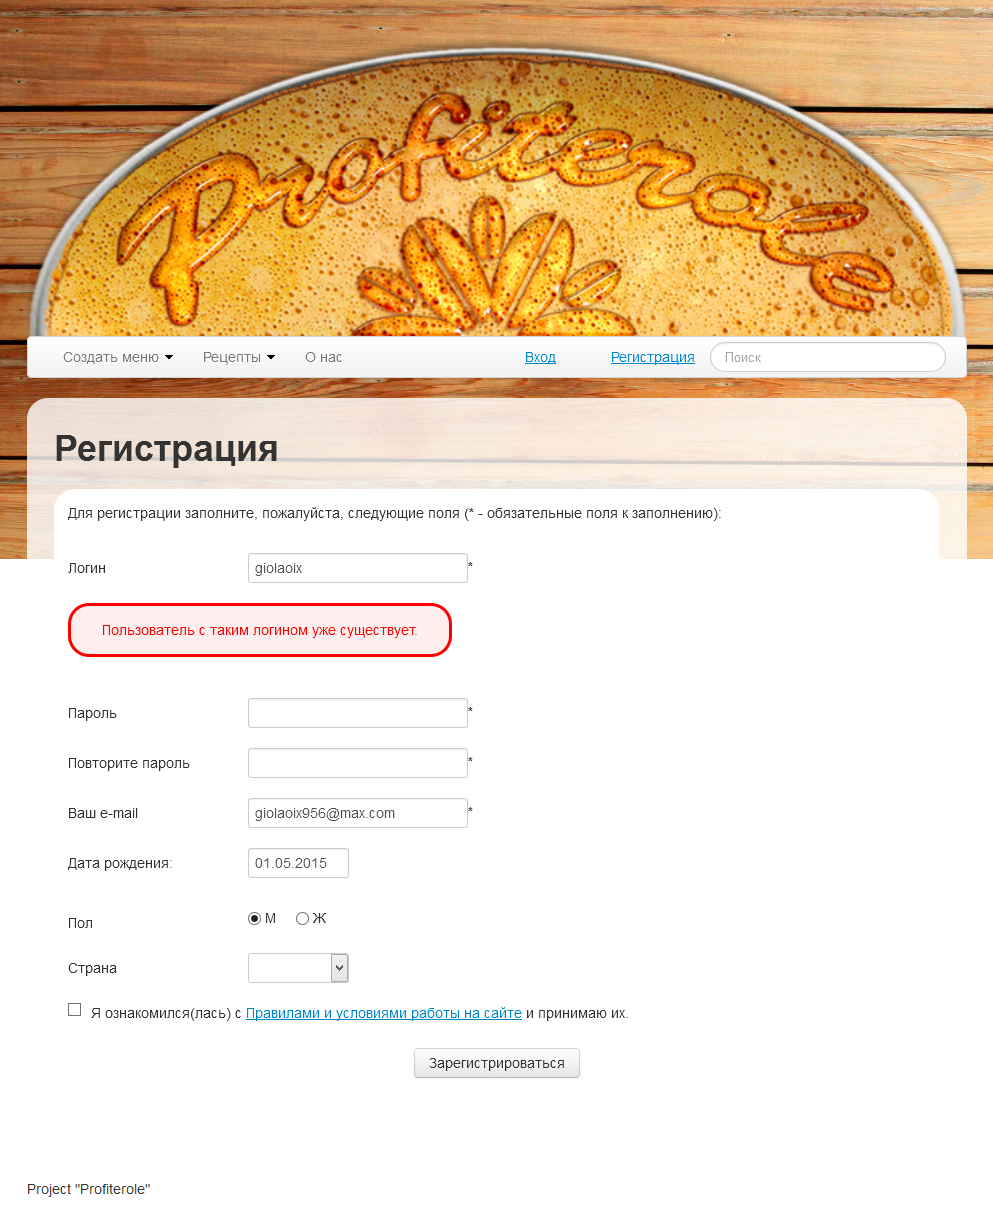 Profiterole
Создать меню Рецепты О нас Вход Регистрация Поиск
Регистрация
Для регистрации заполните, пожалуйста, следующие поля (* - обязательные поля к заполнению):
Логин giolaoix *
Пользователь с таким логином уже существует.
Пароль *
Повторите пароль *
Ваш e-mail giolaoix956@max.com *
Дата рождения: 01.05.2015
Пол М Ж
Страна
Я ознакомился(лась) с Правилами и условиями работы на сайте и принимаю их.
Зарегистрироваться
Project "Profiterole"